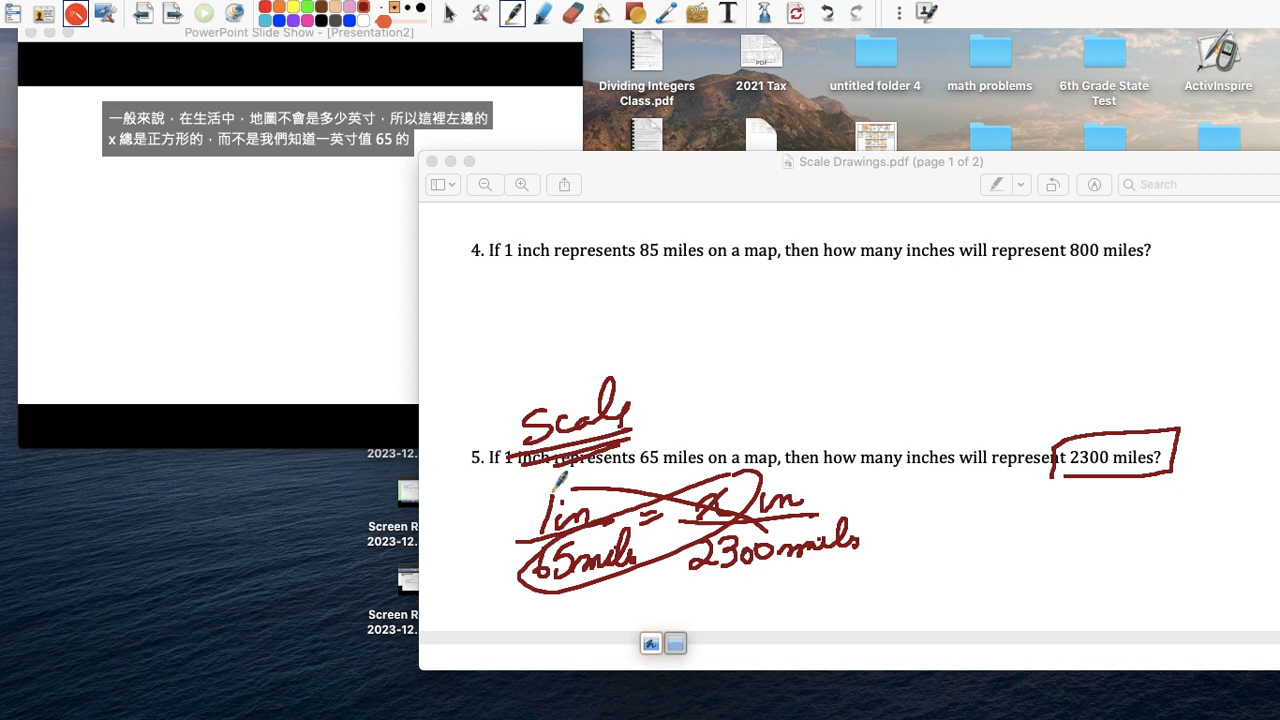 PowerPoint Slide Show - [Presentation2]
一般來說，在生活中，地圖不會是多少英寸，所以這裡左邊的
x 總是正方形的，而不是我們知道一英寸值 65 的
Dividing Integers
Class.pdf
PDF
2021 Tax
untitled folder 4
math problems
6th Grade State
Test
ActivInspire
Scale Drawings.pdf (page 1 of 2)
Search
4. If 1 inch represents 85 miles on a map, then how many inches will represent 800 miles?
Scale
5. If 1 inch represents 65 miles on a map, then how many inches will represent 2300 miles?
1in = x in
65 miles 2300 miles
2023-12.
Screen R
2023-12.
Screen R
2023-12.